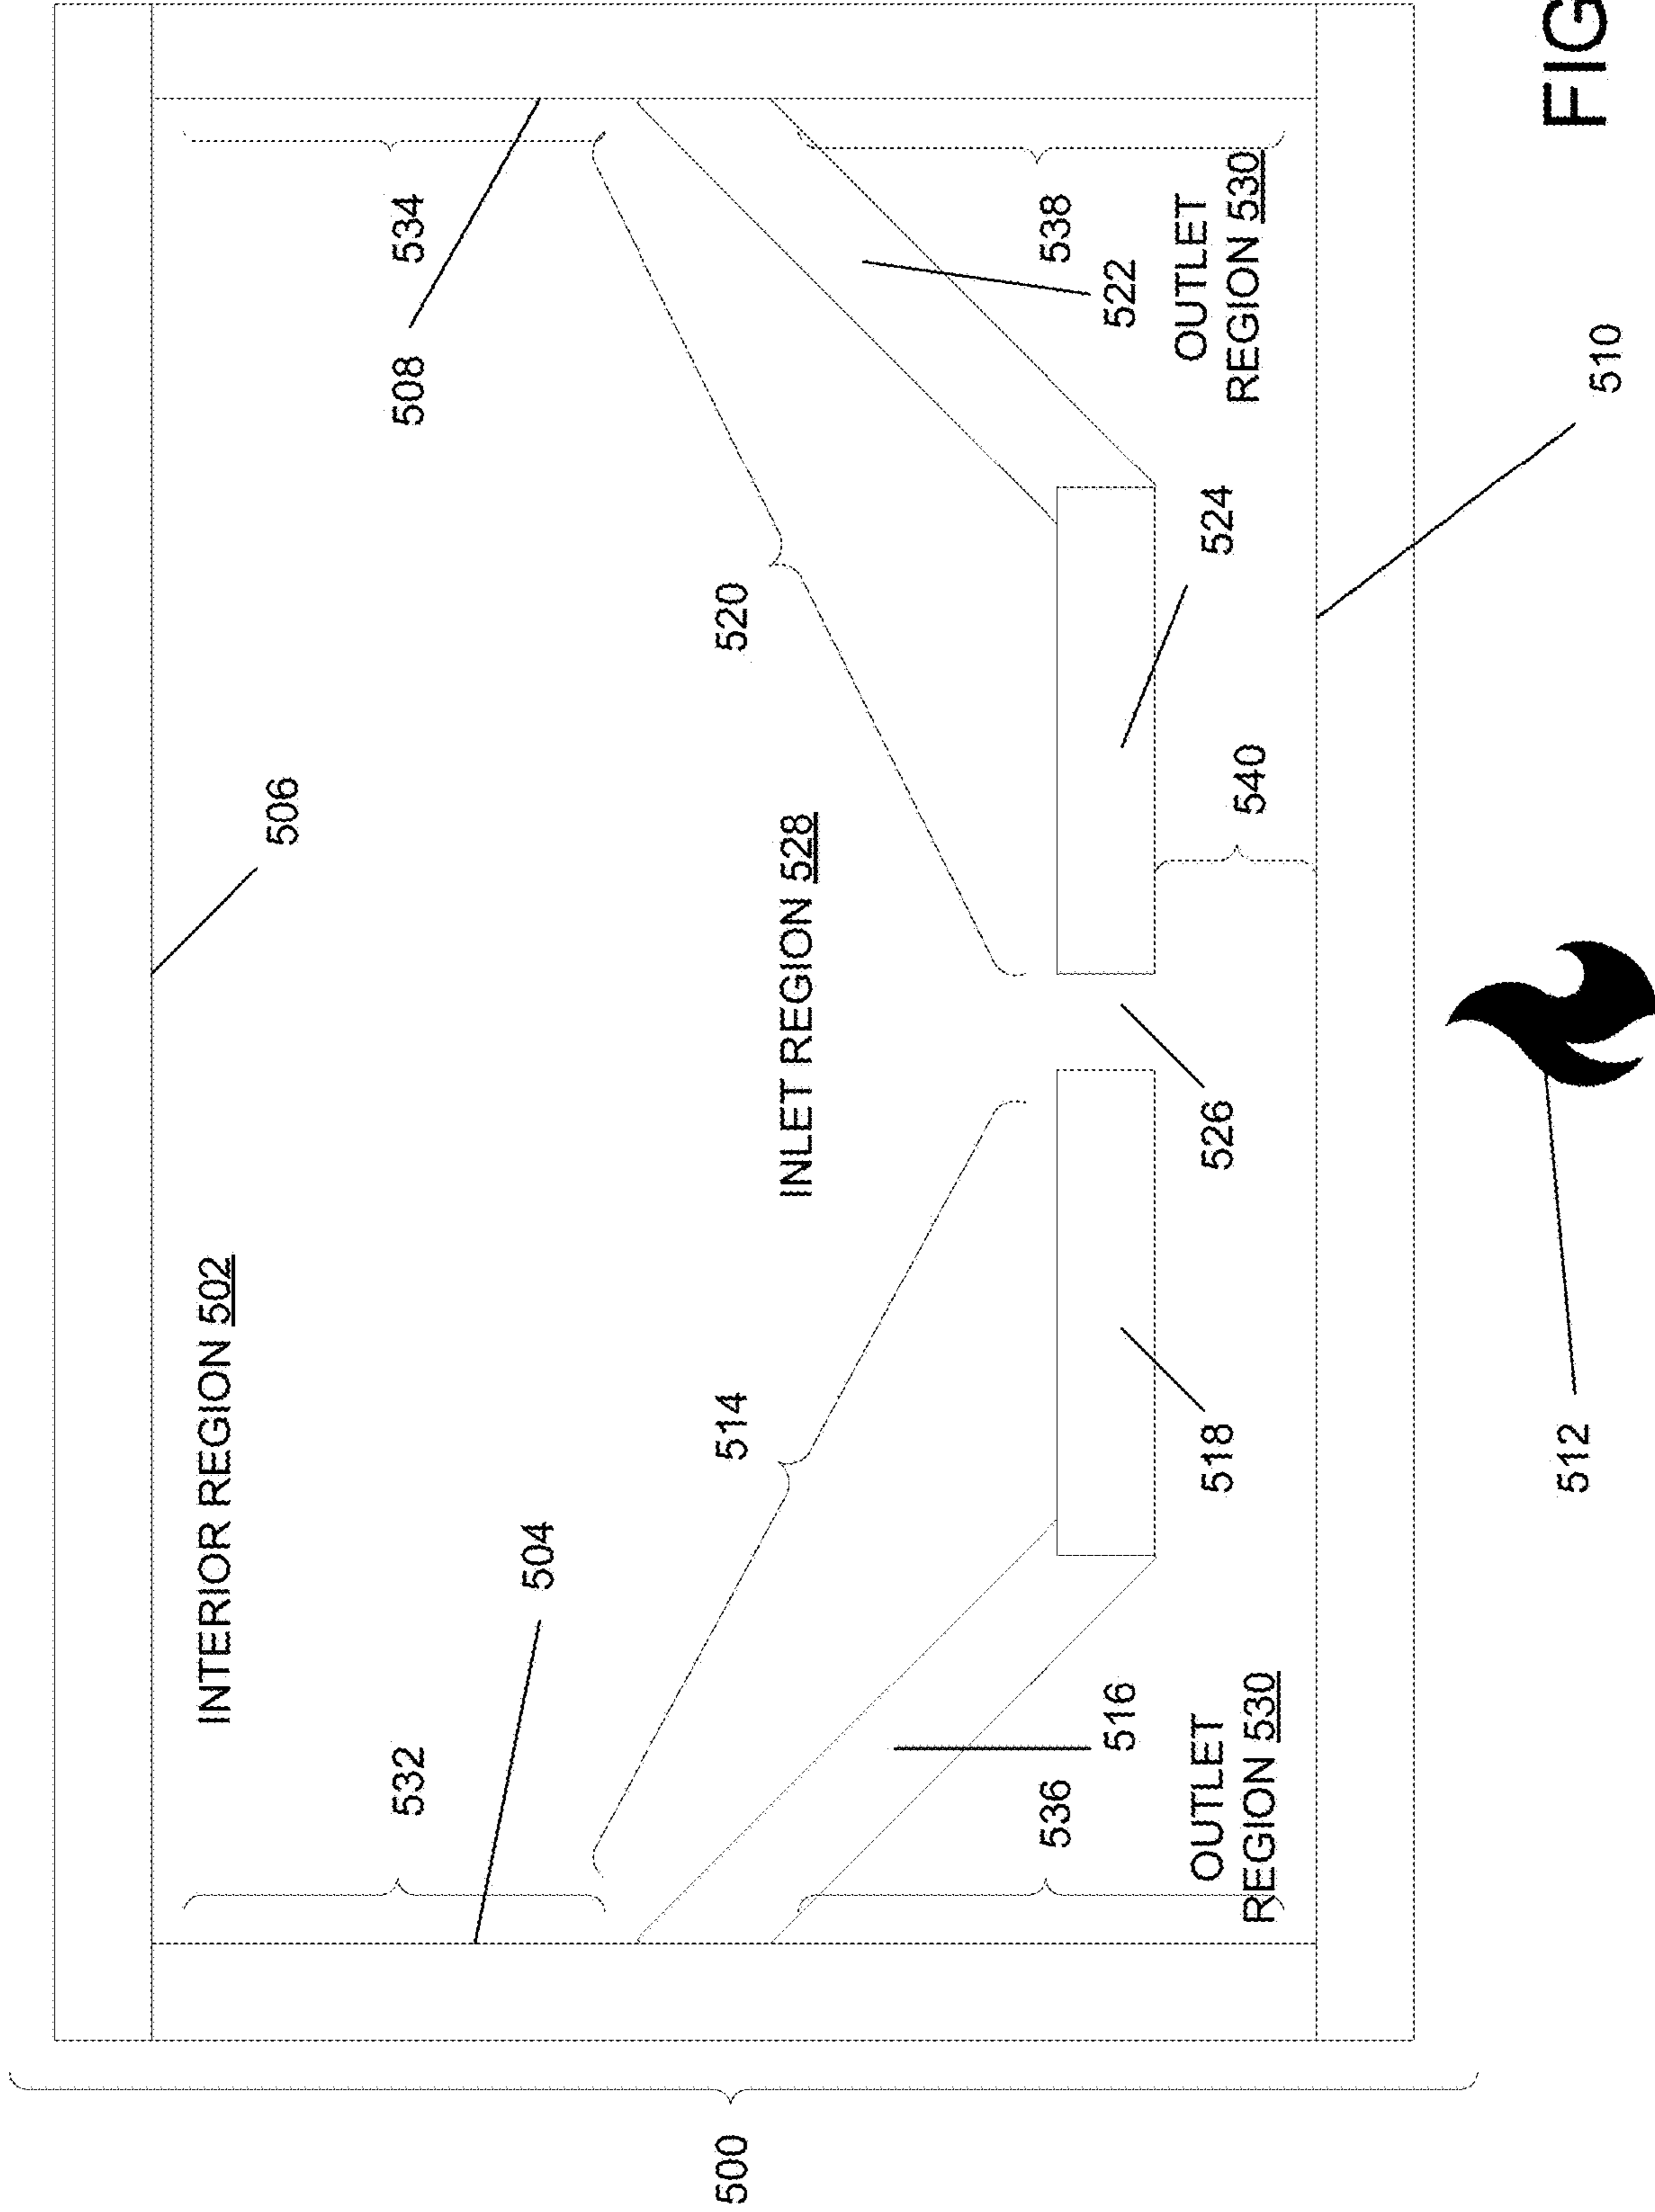 INTERIOR REGION 502
506
532
508
534
504
500
514
520
INLET REGION 528
536
538
516
522
OUTLET
REGION 530
518
526
524
540
OUTLET
REGION 530
512
510
FIG